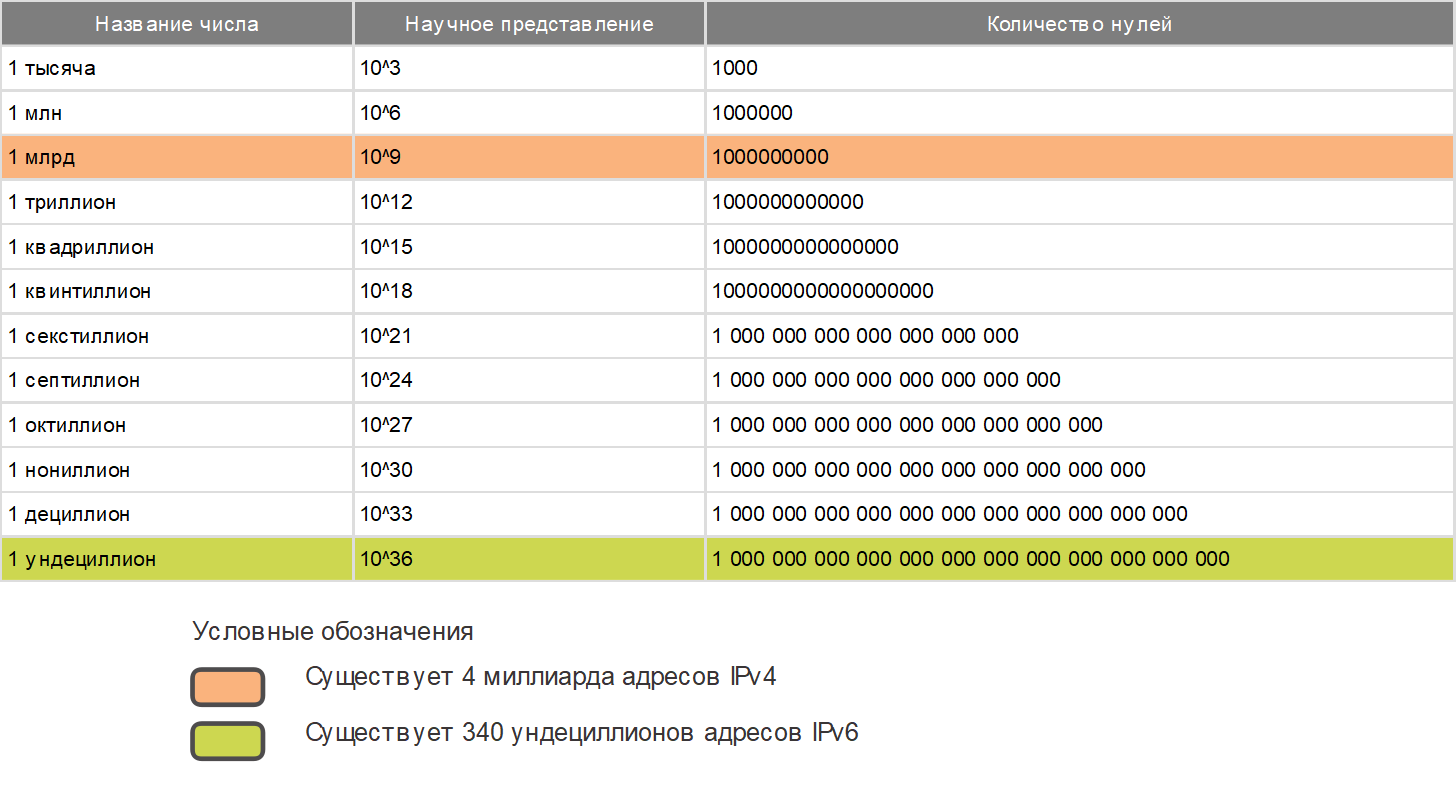 Название числа Научное представление Количество нулей
1 тысяча 10^3 1000
1 млн 10^6 1000000
1 млрд 10^9 1000000000
1 триллион 10^12 1000000000000
1 квадриллион 10^15 1000000000000000
1 квинтиллион 10^18 1000000000000000000
1 секстиллион 10^21 1 000 000 000 000 000 000 000
1 септиллион 10^24 1 000 000 000 000 000 000 000 000
1 октиллион 10^27 1 000 000 000 000 000 000 000 000 000
1 нониллион 10^30 1 000 000 000 000 000 000 000 000 000 000
1 дециллион 10^33 1 000 000 000 000 000 000 000 000 000 000 000
1 ундециллион 10^36 1 000 000 000 000 000 000 000 000 000 000 000 000
Условные обозначения
Существует 4 миллиарда адресов IPv4
Существует 340 ундециллионов адресов IPv6